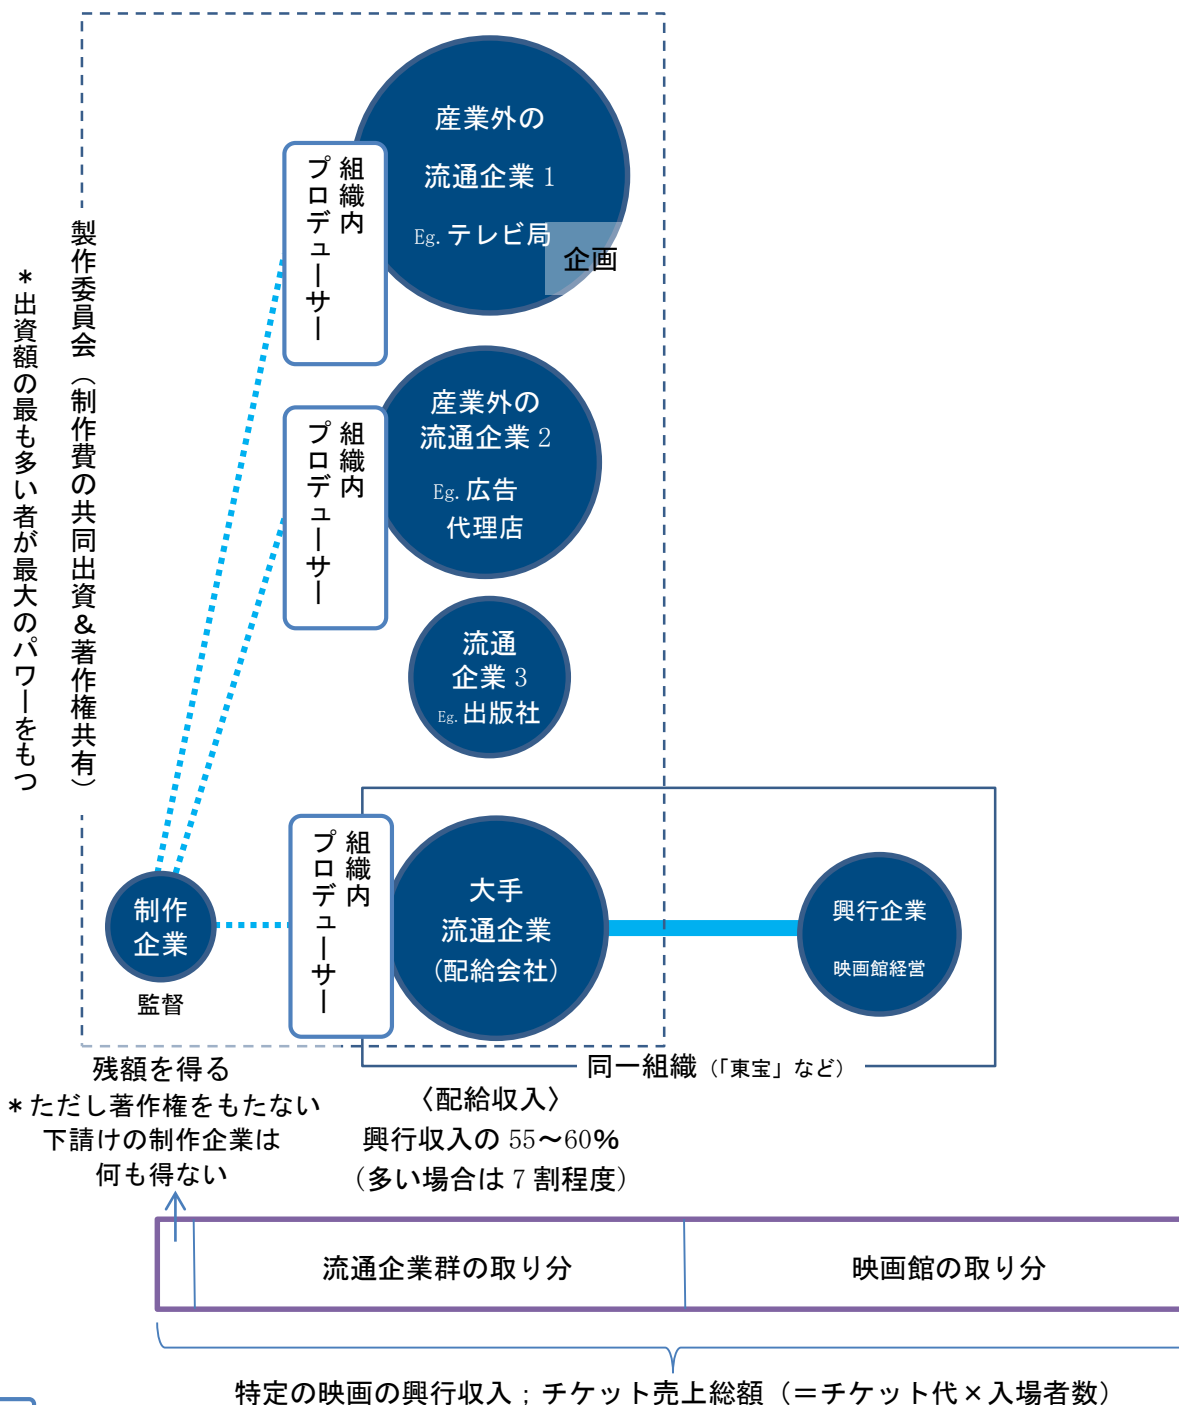 産業外の
流通企業 1
Eg. テレビ局
企画
組織内
プロデューサー
製作委員会（制作費の共同出資&著作権共有）
＊出資額の最も多い者が最大のパワーをもつ
産業外の
流通企業 2
Eg. 広告
代理店
組織内
プロデューサー
流通
企業 3
Eg. 出版社
組織内
プロデューサー
大手
流通企業
（配給会社）
制作
企業
監督
興行企業
映画館経営
同一組織（「東宝」など）
残額を得る
＊ただし著作権をもたない
下請けの制作企業は
何も得ない
〈配給収入〉
興行収入の 55～60%
（多い場合は 7 割程度）
流通企業群の取り分
映画館の取り分
特定の映画の興行収入；チケット売上総額（＝チケット代×入場者数）